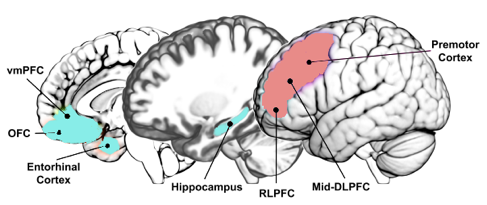 vmPFC
OFC
Entorhinal
Cortex
Hippocampus
RLPFC
Mid-DLPFC
Premotor
Cortex